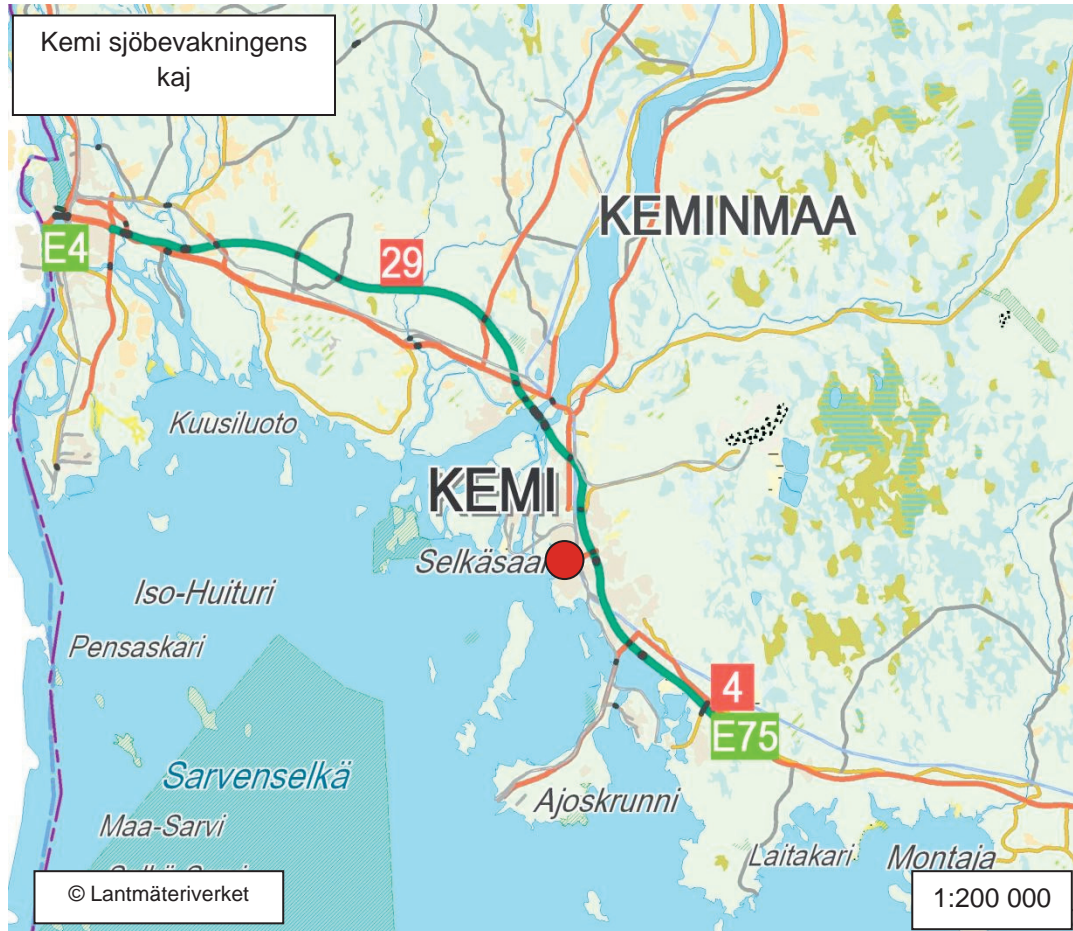 Kemi sjöbevakningens
kaj
KEMINMAA
E4
29
Kuusiluoto
KEMI
Iso-Huituri
Pensaskari
4
E75
Sarvenselkä
Ajoskrunni
Maa-Sarvi
Laitakari
Montaja
© Lantmäteriverket
1:200 000